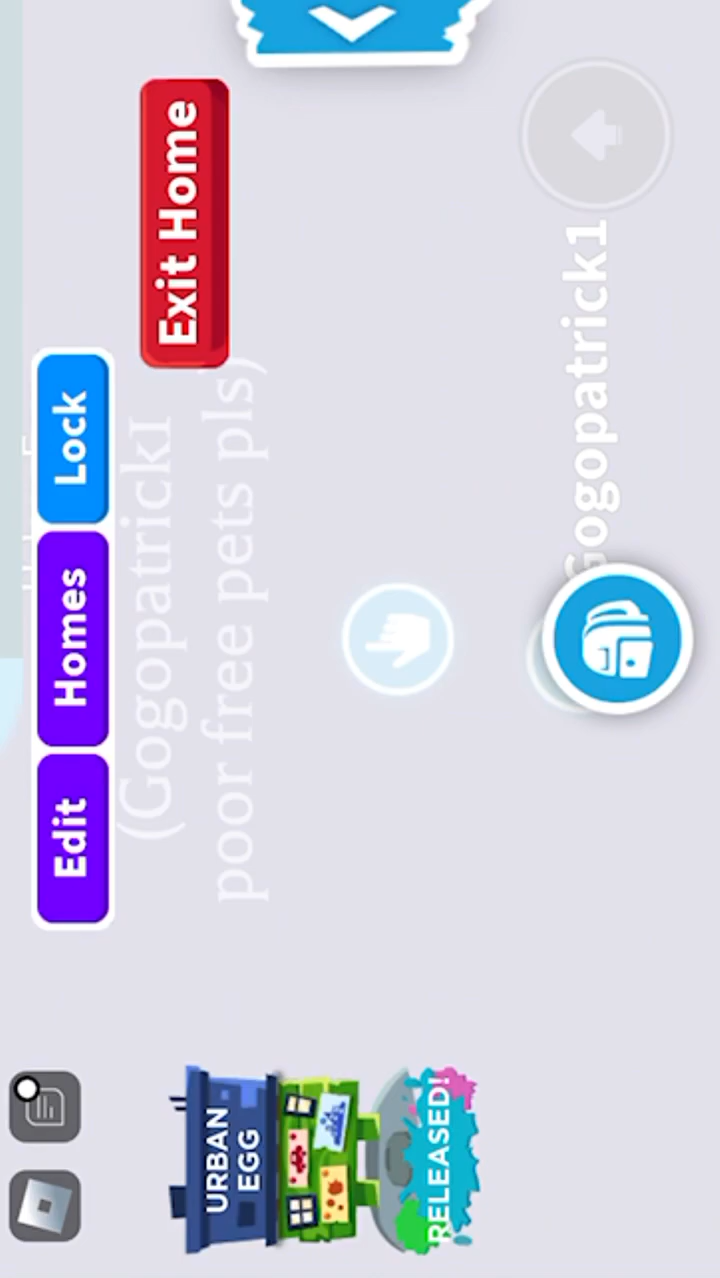 Edit
Homes
Lock
Exit Home
(Gogopatrick1
poor free pets pls)
Gogopatrick1
URBAN
EGG
RELEASED!